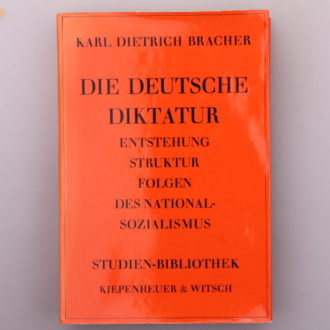 KARL DIETRICH BRACHER
DIE DEUTSCHE
DIKTATUR
ENTSTEHUNG
STRUKTUR
FOLGEN
DES NATIONAL-
SOZIALISMUS
STUDIEN-BIBLIOTHEK
KIEPENHEUER & WITSCH